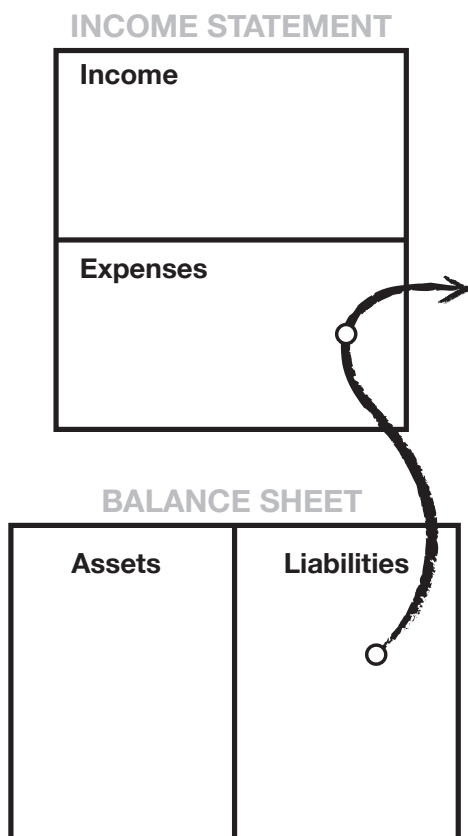 INCOME STATEMENT
Income
Expenses
BALANCE SHEET
Assets
Liabilities